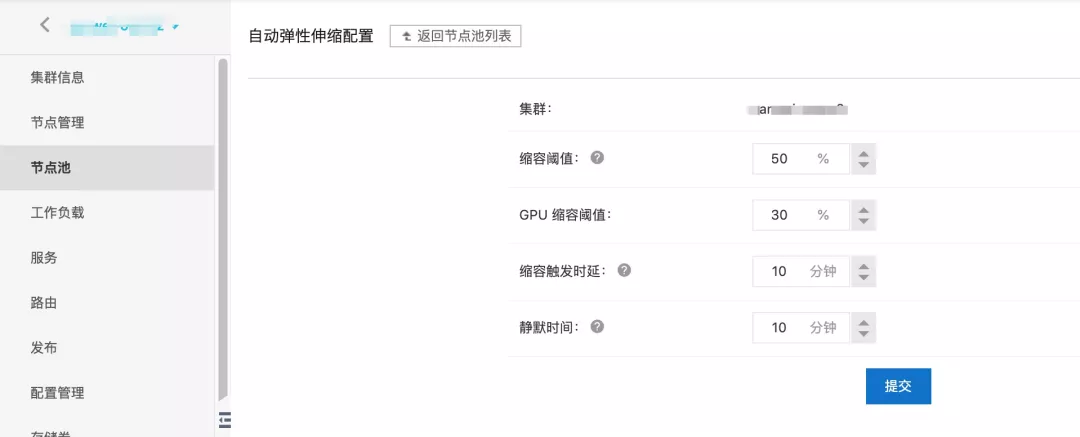 自动弹性伸缩配置
返回节点池列表
集群信息
节点管理
节点池
工作负载
服务
路由
发布
配置管理
存储卷
集群:
缩容阈值: ?
50 %
GPU 缩容阈值:
30 %
缩容触发时延: ?
10 分钟
静默时间: ?
10 分钟
提交